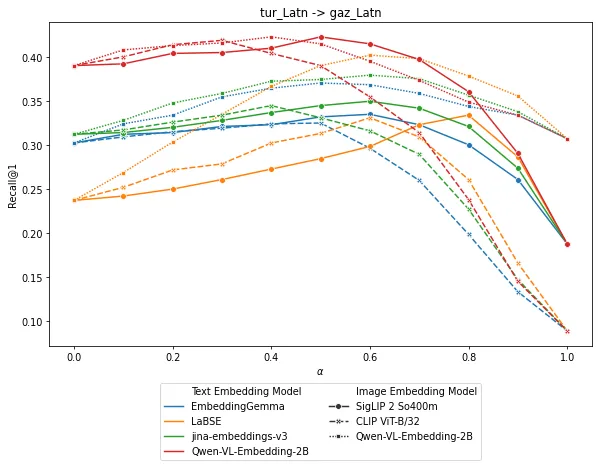 tur_Latn -> gaz_Latn
Recall@1
0.40
0.35
0.30
0.25
0.20
0.15
0.10
0.0 0.2 0.4 0.6 0.8 1.0
α
Text Embedding Model
EmbeddingGemma
LaBSE
jina-embeddings-v3
Qwen-VL-Embedding-2B
Image Embedding Model
SigLIP 2 So400m
CLIP ViT-B/32
Qwen-VL-Embedding-2B